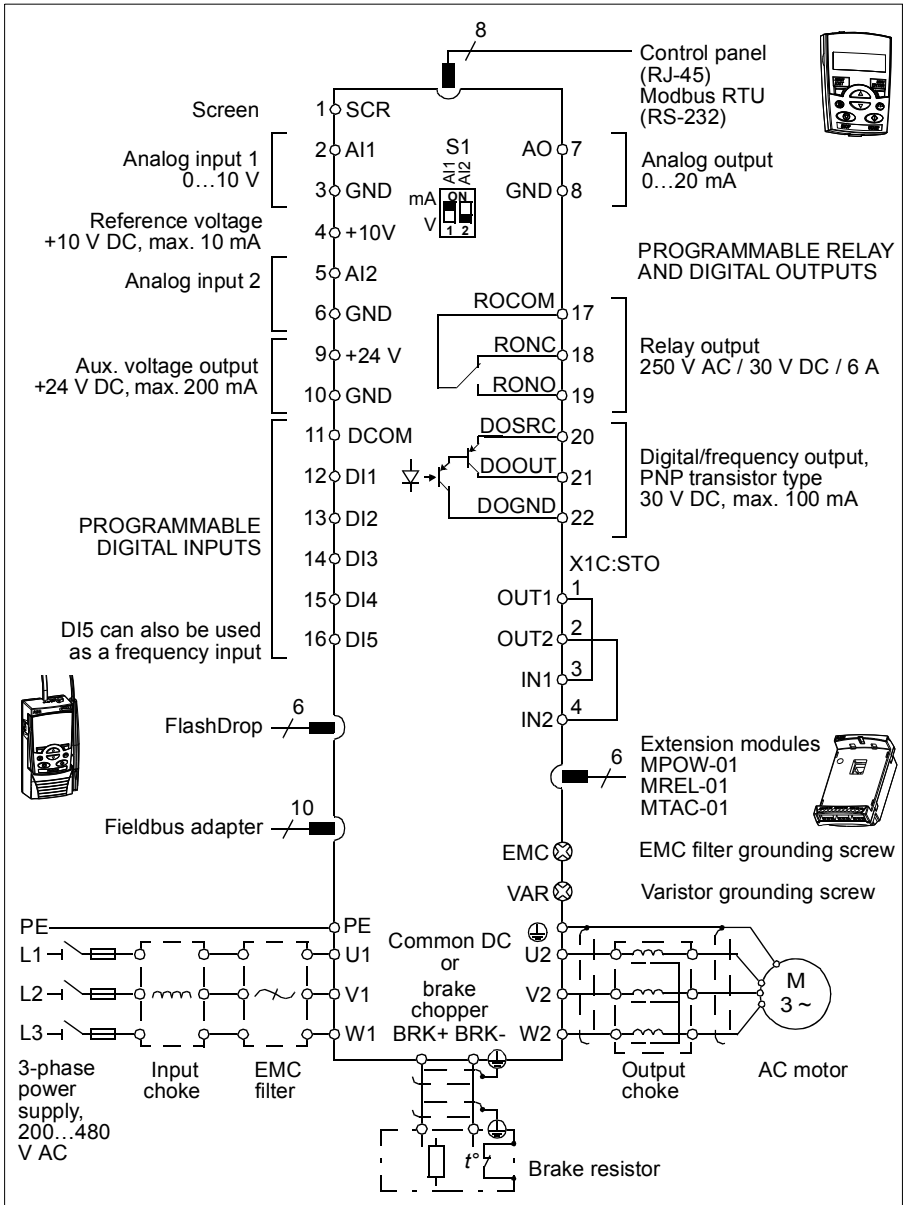 8
Control panel
(RJ-45)
Modbus RTU
(RS-232)
Screen
1 SCR
Analog input 1
0…10 V
2 AI1
3 GND
S1
AI1
AI2
mA
V
ON
1 2
AO 7
GND 8
Analog output
0…20 mA
Reference voltage
+10 V DC, max. 10 mA
4 +10V
Analog input 2
5 AI2
6 GND
PROGRAMMABLE RELAY
AND DIGITAL OUTPUTS
Aux. voltage output
+24 V DC, max. 200 mA
9 +24 V
10 GND
ROCOM 17
RONC 18
RONO 19
Relay output
250 V AC / 30 V DC / 6 A
11 DCOM
12 DI1
13 DI2
14 DI3
15 DI4
16 DI5
PROGRAMMABLE
DIGITAL INPUTS
DI5 can also be used
as a frequency input
DOSRC 20
DOOUT 21
DOGND 22
Digital/frequency output,
PNP transistor type
30 V DC, max. 100 mA
X1C:STO
OUT1 1
OUT2 2
IN1 3
IN2 4
FlashDrop 6
6
Extension modules
MPOW-01
MREL-01
MTAC-01
Fieldbus adapter 10
EMC
EMC filter grounding screw
VAR
Varistor grounding screw
PE
PE
L1
U1
L2
V1
L3
W1
Common DC
or
brake
chopper
BRK+ BRK-
U2
V2
W2
M
3 ~
3-phase
power
supply,
200…480
V AC
Input
choke
EMC
filter
Output
choke
AC motor
t°
Brake resistor